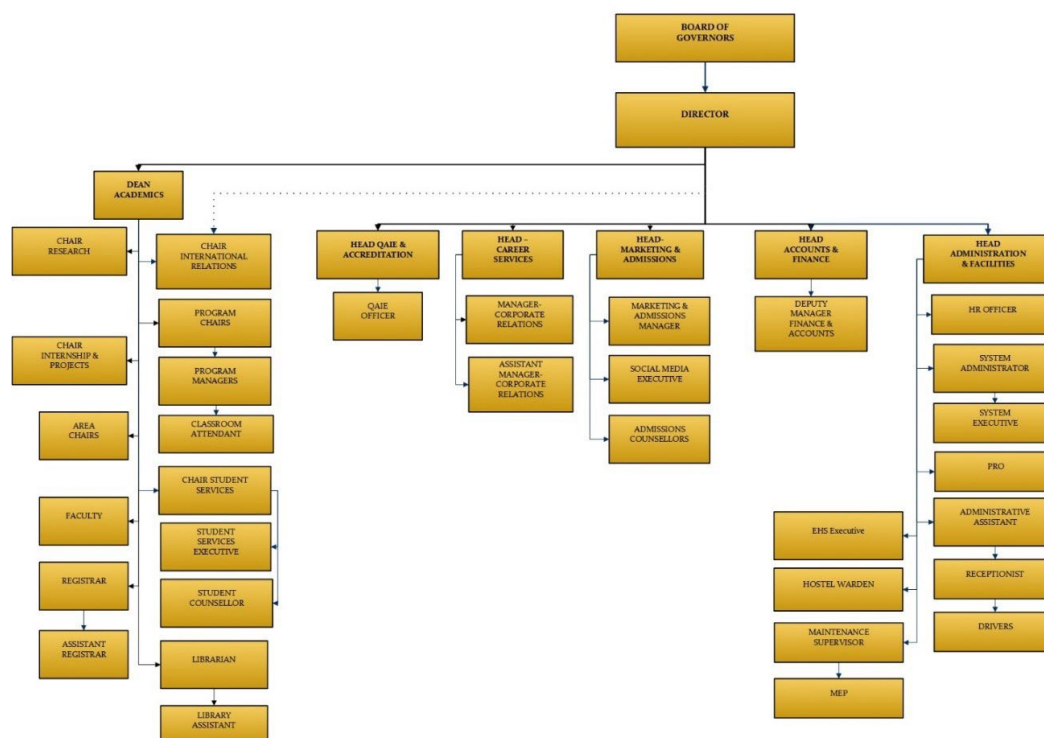 BOARD OF
GOVERNORS
DIRECTOR
DEAN
ACADEMICS
CHAIR
RESEARCH
CHAIR
INTERNATIONAL
RELATIONS
PROGRAM
CHAIRS
CHAIR
INTERNSHIP &
PROJECTS
PROGRAM
MANAGERS
AREA
CHAIRS
CLASSROOM
ATTENDANT
CHAIR STUDENT
SERVICES
FACULTY
STUDENT
SERVICES
EXECUTIVE
REGISTRAR
STUDENT
COUNSELLOR
ASSISTANT
REGISTRAR
LIBRARIAN
LIBRARY
ASSISTANT
HEAD QAIE &
ACCREDITATION
QAIE
OFFICER
HEAD –
CAREER
SERVICES
MANAGER-
CORPORATE
RELATIONS
ASSISTANT
MANAGER-
CORPORATE
RELATIONS
HEAD-
MARKETING &
ADMISSIONS
MARKETING &
ADMISSIONS
MANAGER
SOCIAL MEDIA
EXECUTIVE
ADMISSIONS
COUNSELLORS
HEAD
ACCOUNTS &
FINANCE
DEPUTY
MANAGER
FINANCE &
ACCOUNTS
HEAD
ADMINISTRATION
& FACILITIES
HR OFFICER
SYSTEM
ADMINISTRATOR
SYSTEM
EXECUTIVE
PRO
ADMINISTRATIVE
ASSISTANT
EHS Executive
RECEPTIONIST
HOSTEL WARDEN
DRIVERS
MAINTENANCE
SUPERVISOR
MEP